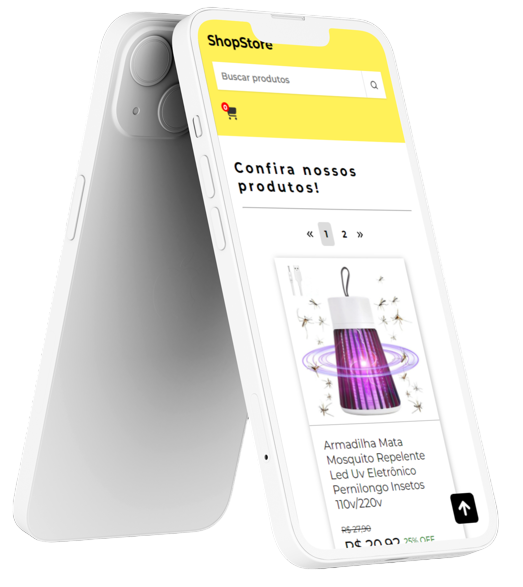 ShopStore
Buscar produtos
0
Confira nossos
produtos!
« 1 2 »
Armadilha Mata
Mosquito Repelente
Led Uv Eletrônico
Pernilongo Insetos
110v/220v
R$ 27,90
R$ 20,92 25% OFF